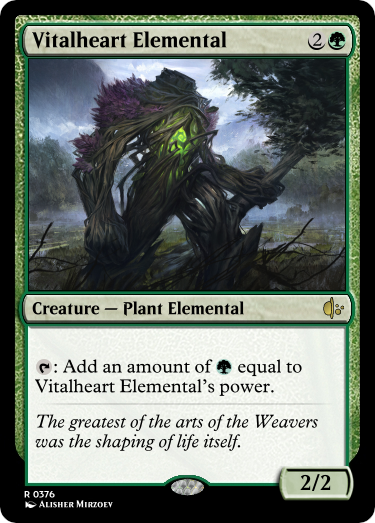 Vitalheart Elemental 2
Creature — Plant Elemental
: Add an amount of equal to
Vitalheart Elemental's power.
The greatest of the arts of the Weavers
was the shaping of life itself.
2/2
R 0376
Alisher Mirzoev